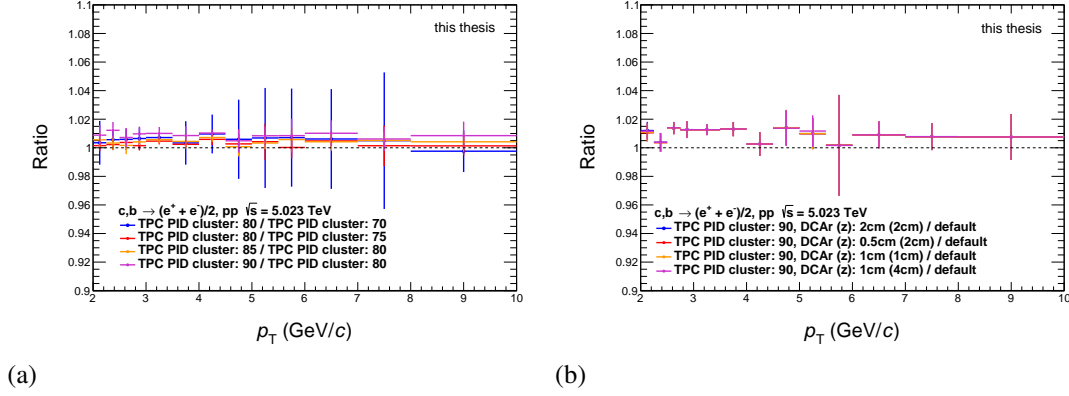 1.1
1.08
1.06
1.04
1.02
1
0.98
0.96
0.94
0.92
0.9
Ratio
this thesis
c,b → (e⁺ + e⁻)/2, pp √s = 5.023 TeV
TPC PID cluster: 80 / TPC PID cluster: 70
TPC PID cluster: 80 / TPC PID cluster: 75
TPC PID cluster: 85 / TPC PID cluster: 80
TPC PID cluster: 90 / TPC PID cluster: 80
2 3 4 5 6 7 8 9 10
p_T (GeV/c)
(a)
1.1
1.08
1.06
1.04
1.02
1
0.98
0.96
0.94
0.92
0.9
Ratio
this thesis
c,b → (e⁺ + e⁻)/2, pp √s = 5.023 TeV
TPC PID cluster: 90, DCAr (z): 2cm (2cm) / default
TPC PID cluster: 90, DCAr (z): 0.5cm (2cm) / default
TPC PID cluster: 90, DCAr (z): 1cm (1cm) / default
TPC PID cluster: 90, DCAr (z): 1cm (4cm) / default
2 3 4 5 6 7 8 9 10
p_T (GeV/c)
(b)